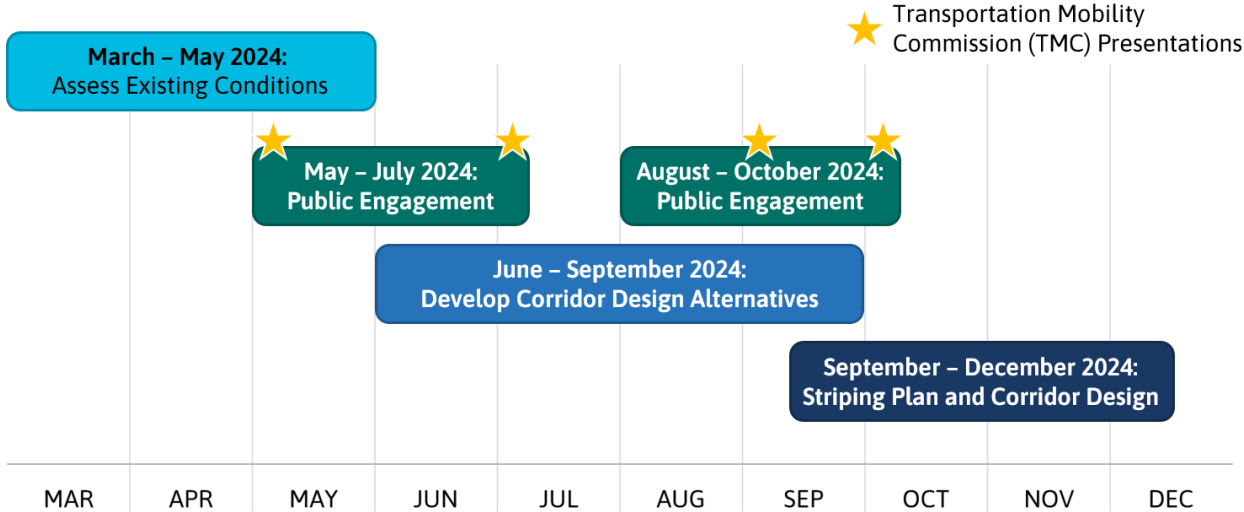 Transportation Mobility
Commission (TMC) Presentations
March – May 2024:
Assess Existing Conditions
May – July 2024:
Public Engagement
August – October 2024:
Public Engagement
June – September 2024:
Develop Corridor Design Alternatives
September – December 2024:
Striping Plan and Corridor Design
MAR APR MAY JUN JUL AUG SEP OCT NOV DEC